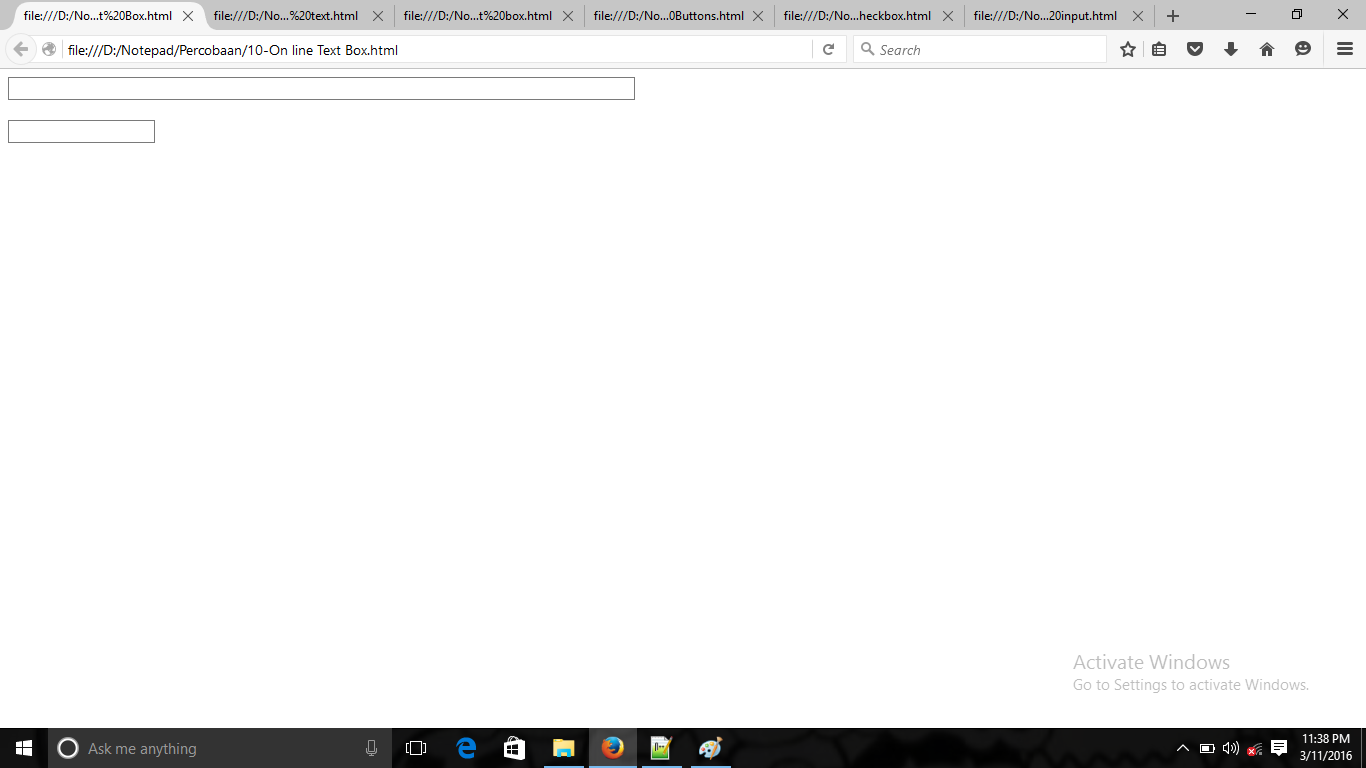 file:///D:/No...t%20Box.html
file:///D:/No...%20text.html
file:///D:/No...t%20box.html
file:///D:/No...0Buttons.html
file:///D:/No...heckbox.html
file:///D:/No...20input.html
file:///D:/Notepad/Percobaan/10-On line Text Box.html
Search
Activate Windows
Go to Settings to activate Windows.
Ask me anything
11:38 PM
3/11/2016